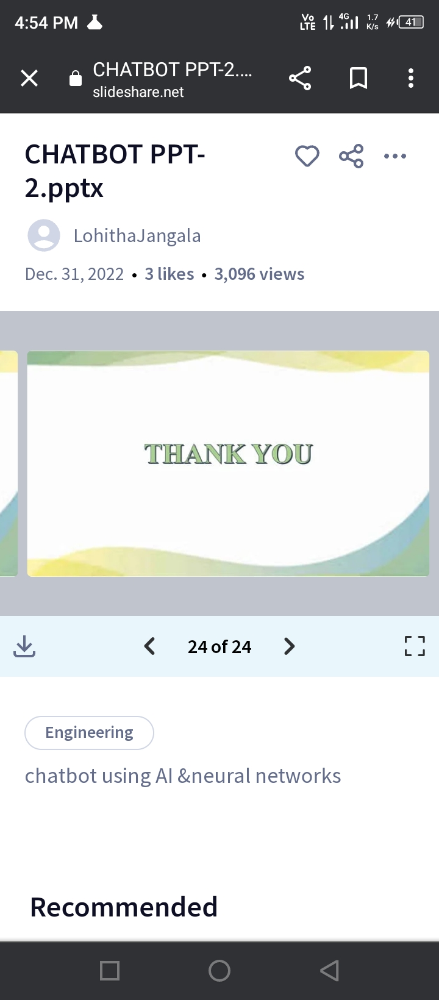 4:54 PM
Vo LTE 4G 1.7 K/s 41
CHATBOT PPT-2....
slideshare.net
CHATBOT PPT-
2.pptx
LohithaJangala
Dec. 31, 2022 • 3 likes • 3,096 views
THANK YOU
24 of 24
Engineering
chatbot using AI &neural networks
Recommended